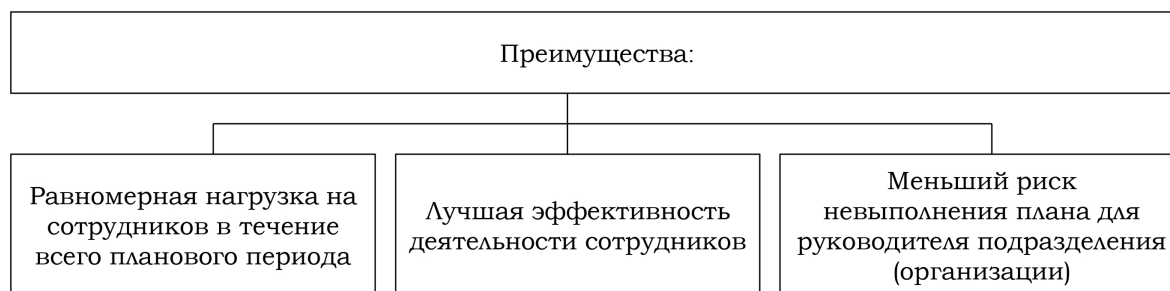 Преимущества:
Равномерная нагрузка на
сотрудников в течение
всего планового периода
Лучшая эффективность
деятельности сотрудников
Меньший риск
невыполнения плана для
руководителя подразделения
(организации)